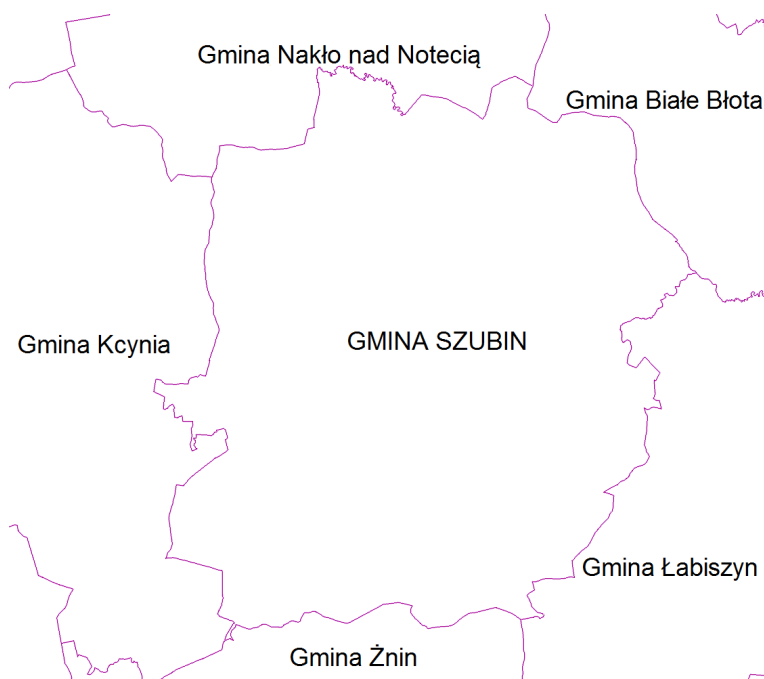 Gmina Nakło nad Notecią
Gmina Białe Błota
Gmina Kcynia
GMINA SZUBIN
Gmina Łabiszyn
Gmina Żnin